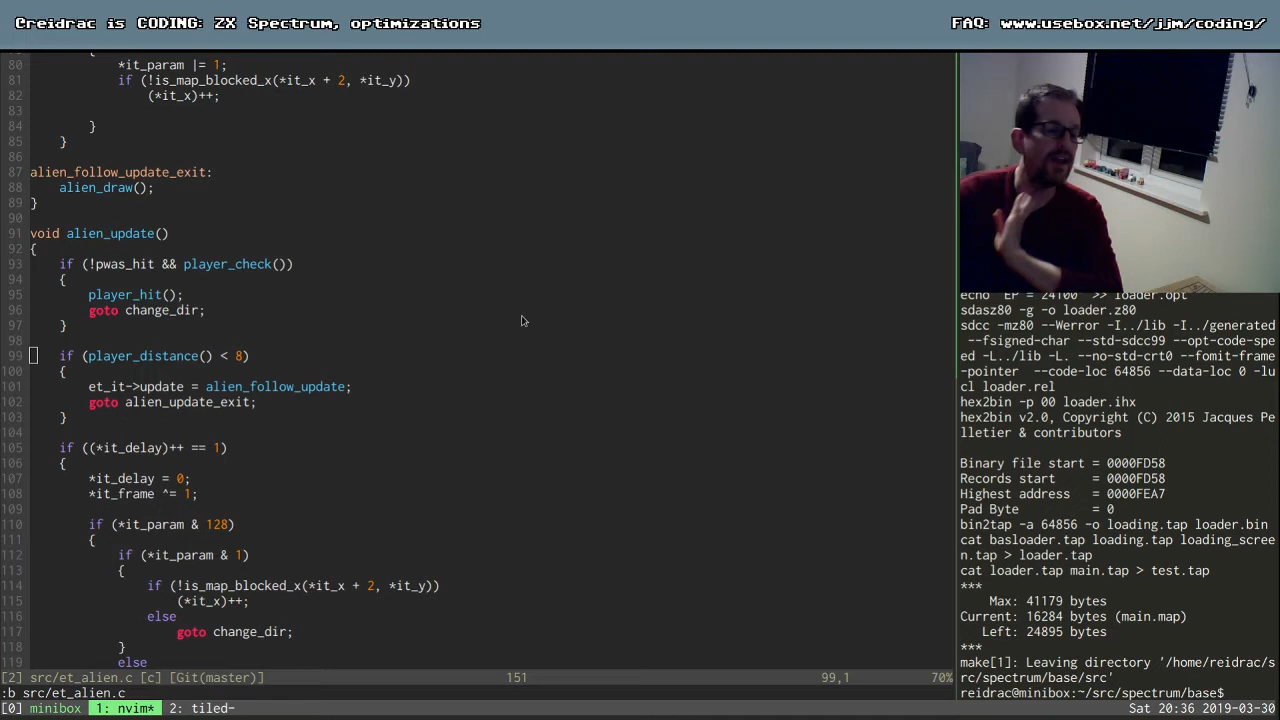 Creidrac is CODING: ZX Spectrum, optimizations
FAQ: www.usebox.net/jjm/coding/
80 *it_param |= 1;
81 if (!is_map_blocked_x(*it_x + 2, *it_y))
82 (*it_x)++;
83
84 }
85 }
86
87 alien_follow_update_exit:
88 alien_draw();
89 }
90
91 void alien_update()
92 {
93 if (!pwas_hit && player_check())
94 {
95 player_hit();
96 goto change_dir;
97 }
98
99 if (player_distance() < 8)
100 {
101 et_it->update = alien_follow_update;
102 goto alien_update_exit;
103 }
104
105 if ((*it_delay)++ == 1)
106 {
107 *it_delay = 0;
108 *it_frame ^= 1;
109
110 if (*it_param & 128)
111 {
112 if (*it_param & 1)
113 {
114 if (!is_map_blocked_x(*it_x + 2, *it_y))
115 (*it_x)++;
116 else
117 goto change_dir;
118 }
119 else
[2] src/et_alien.c [c] [Git(master)] 151 99,1 70%
:b src/et_alien.c
echo "EP = 24100" >> loader.opt
sdasz80 -g -o loader.z80
sdcc -mz80 --Werror -I../lib -I../generated
--fsigned-char --std-sdcc99 --opt-code-spe
ed -L../lib -L. --no-std-crt0 --fomit-frame
-pointer --code-loc 64856 --data-loc 0 -lu
cl loader.rel
hex2bin -p 00 loader.ihx
hex2bin v2.0, Copyright (C) 2015 Jacques Pe
lletier & contributors
Binary file start = 0000FD58
Records start = 0000FD58
Highest address = 0000FEA7
Pad Byte = 0
bin2tap -a 64856 -o loading.tap loader.bin
cat basloader.tap loading.tap loading_scree
n.tap > loader.tap
cat loader.tap main.tap > test.tap
***
Max: 41179 bytes
Current: 16284 bytes (main.map)
Left: 24895 bytes
***
make[1]: Leaving directory '/home/reidrac/s
rc/spectrum/base/src'
reidrac@minibox:~/src/spectrum/base$
[0] minibox 1: nvim* 2: tiled- Sat 20:36 2019-03-30